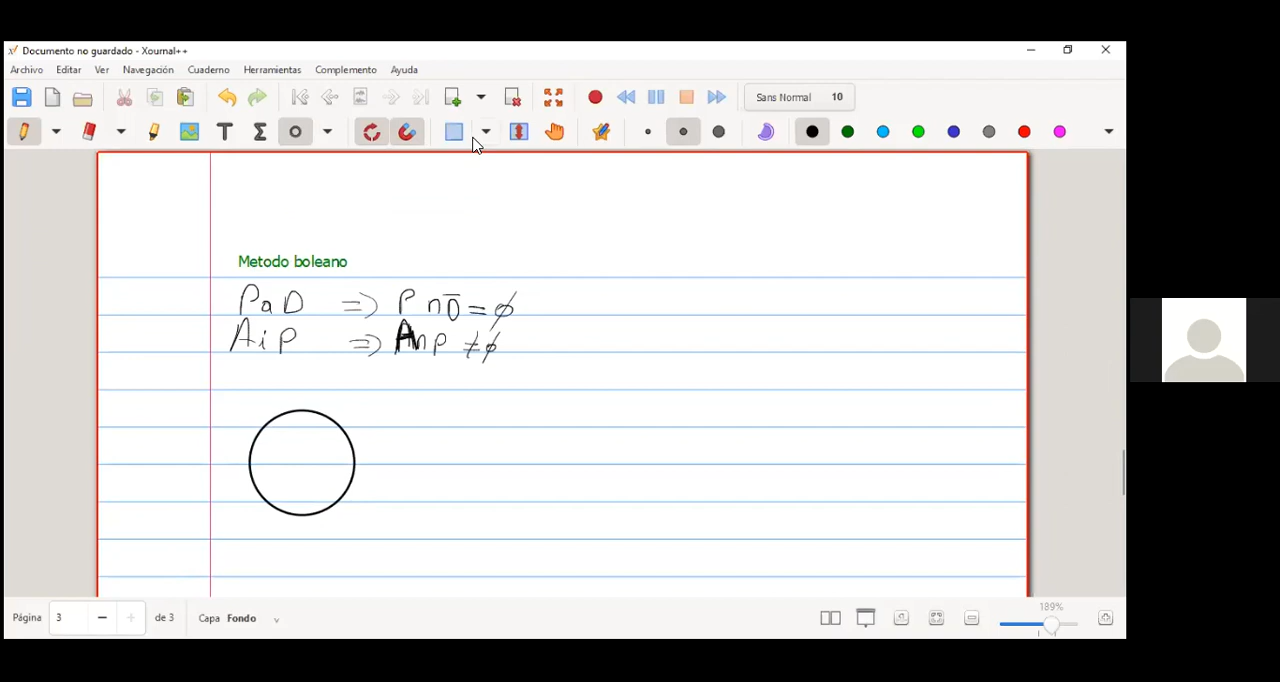 Documento no guardado - Xournal++
Archivo Editar Ver Navegación Cuaderno Herramientas Complemento Ayuda
Sans Normal 10
T Σ
Metodo boleano
PaD => P ∩ D̅ = ∅
AiP => A∩P ≠ ∅
189%
Página 3 de 3 Capa Fondo